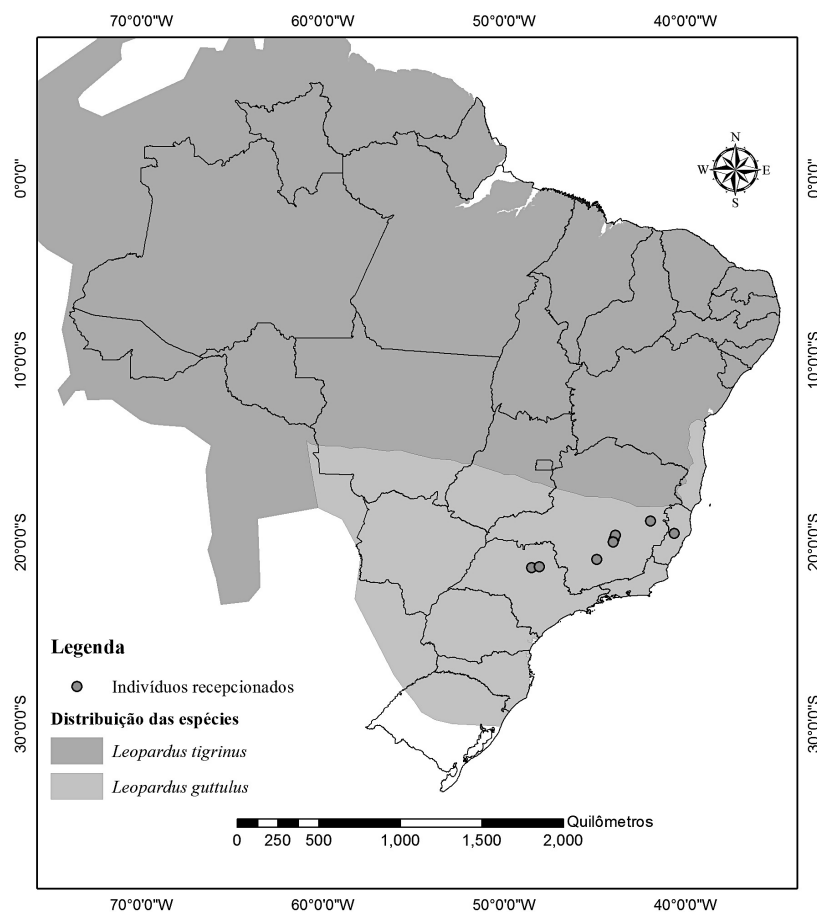 70°0'0"W 60°0'0"W 50°0'0"W 40°0'0"W
N
W E
S
0°0'0" 0°0'0"
10°0'0"S 10°0'0"S
20°0'0"S 20°0'0"S
30°0'0"S 30°0'0"S
Legenda
Indivíduos recepcionados
Distribuição das espécies
Leopardus tigrinus
Leopardus guttulus
Quilômetros
0 250 500 1,000 1,500 2,000
70°0'0"W 60°0'0"W 50°0'0"W 40°0'0"W